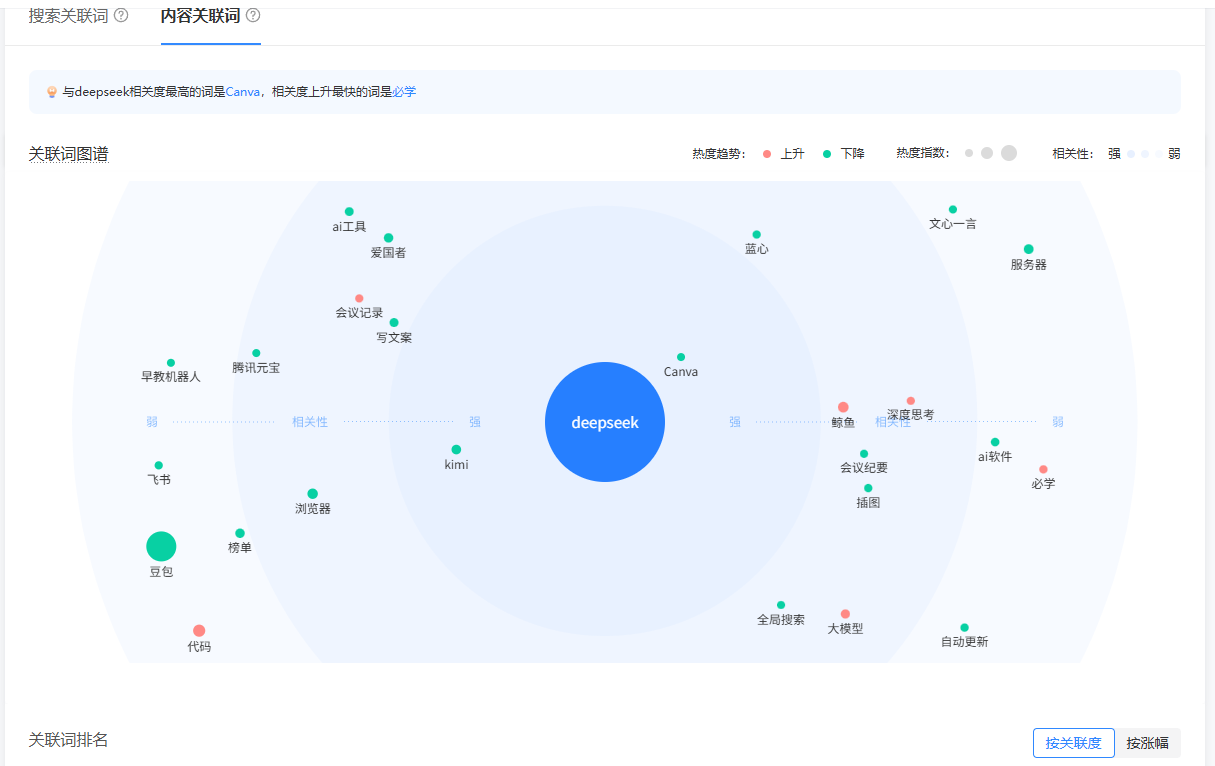 搜索关联词 ?
内容关联词 ?
与deepseek相关度最高的词是Canva，相关度上升最快的词是必学
关联词图谱
热度趋势： 上升 下降 热度指数： 相关性： 强 弱
ai工具
爱国者
蓝心
文心一言
服务器
会议记录
写文案
早教机器人
腾讯元宝
Canva
弱 相关性 强
deepseek
强 相关性 弱
鲸鱼
深度思考
kimi
会议纪要
ai软件
飞书
浏览器
插图
必学
榜单
豆包
代码
全局搜索
大模型
自动更新
关联词排名
按关联度
按涨幅